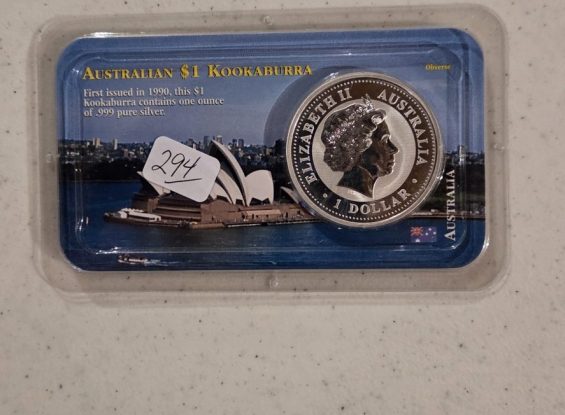 AUSTRALIAN $1 KOOKABURRA
Obverse
First issued in 1990, this $1
Kookaburra contains one ounce
of .999 pure silver.
294
ELIZABETH II AUSTRALIA
1 DOLLAR
AUSTRALIA